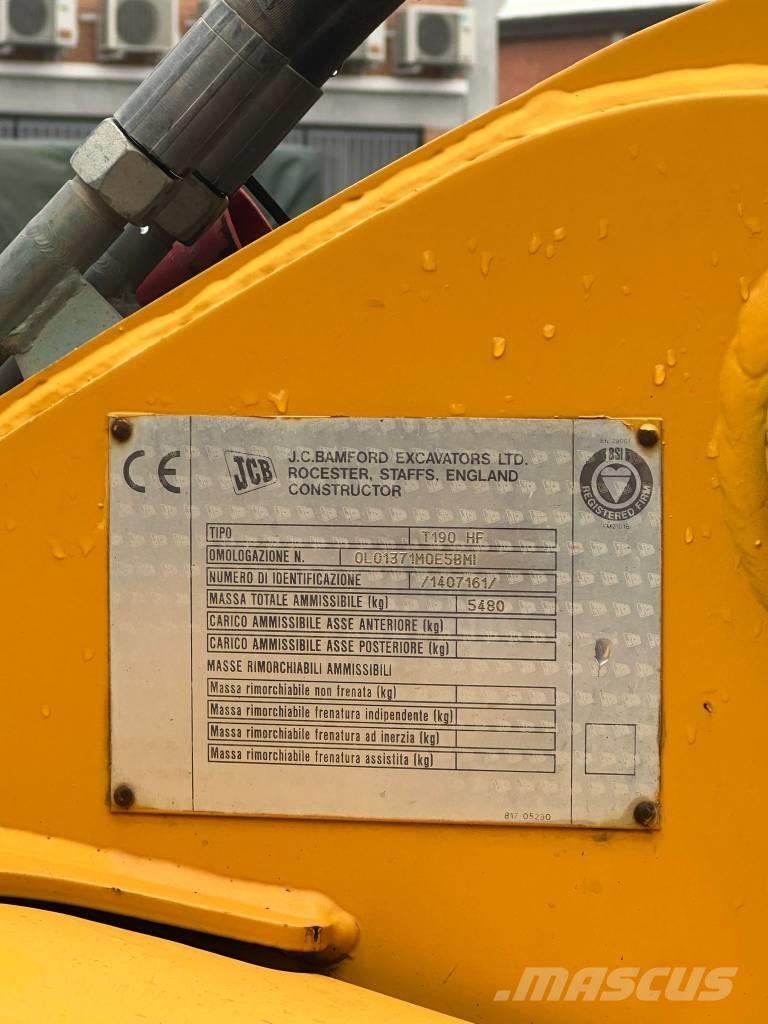 CE
JCB
J.C.BAMFORD EXCAVATORS LTD.
ROCESTER, STAFFS, ENGLAND
CONSTRUCTOR
BSI
REGISTERED FIRM
TIPO T190 HF
OMOLOGAZIONE N. OL01371MOE5BMI
NUMERO DI IDENTIFICAZIONE /1407161/
MASSA TOTALE AMMISSIBILE (kg) 5480
CARICO AMMISSIBILE ASSE ANTERIORE (kg)
CARICO AMMISSIBILE ASSE POSTERIORE (kg)
MASSE RIMORCHIABILI AMMISSIBILI
Massa rimorchiabile non frenata (kg)
Massa rimorchiabile frenatura indipendente (kg)
Massa rimorchiabile frenatura ad inerzia (kg)
Massa rimorchiabile frenatura assistita (kg)
817 05290
MASCUS